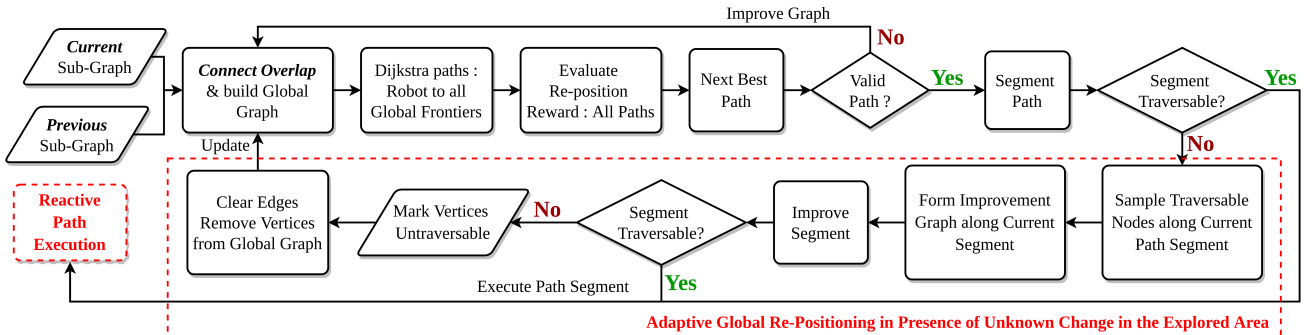 Improve Graph
Current
Sub-Graph
Previous
Sub-Graph
Connect Overlap
& build Global
Graph
Dijkstra paths :
Robot to all
Global Frontiers
Evaluate
Re-position
Reward : All Paths
Next Best
Path
Valid
Path ?
No
Yes
Segment
Path
Segment
Traversable?
Yes
No
Update
Reactive
Path
Execution
Clear Edges
Remove Vertices
from Global Graph
Mark Vertices
Untraversable
No
Segment
Traversable?
Yes
Improve
Segment
Form Improvement
Graph along Current
Segment
Sample Traversable
Nodes along Current
Path Segment
Execute Path Segment
Adaptive Global Re-Positioning in Presence of Unknown Change in the Explored Area